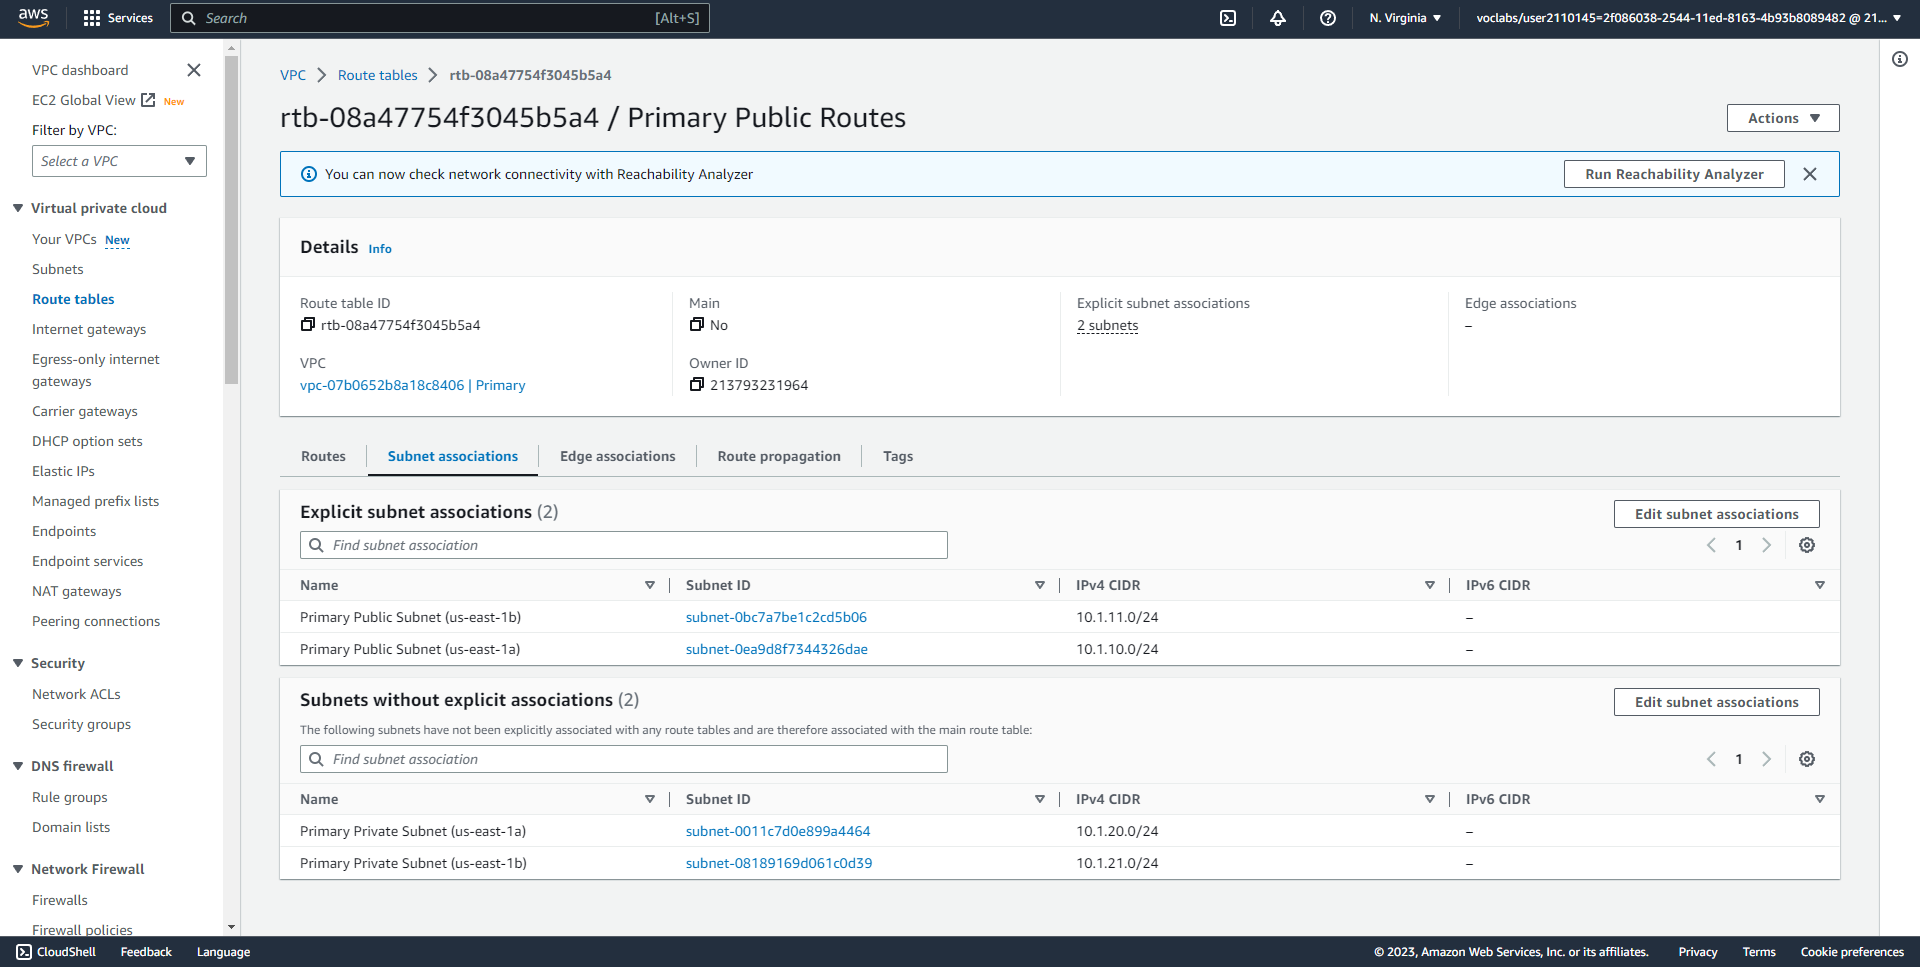 aws
Services
Search [Alt+S]
N. Virginia
voclabs/user2110145=2f086038-2544-11ed-8163-4b93b8089482 @ 21...
VPC dashboard
EC2 Global View New
Filter by VPC:
Select a VPC
Virtual private cloud
Your VPCs New
Subnets
Route tables
Internet gateways
Egress-only internet
gateways
Carrier gateways
DHCP option sets
Elastic IPs
Managed prefix lists
Endpoints
Endpoint services
NAT gateways
Peering connections
Security
Network ACLs
Security groups
DNS firewall
Rule groups
Domain lists
Network Firewall
Firewalls
Firewall policies
VPC Route tables rtb-08a47754f3045b5a4
rtb-08a47754f3045b5a4 / Primary Public Routes
Actions
You can now check network connectivity with Reachability Analyzer
Run Reachability Analyzer
Details Info
Route table ID
rtb-08a47754f3045b5a4
Main
No
Explicit subnet associations
2 subnets
Edge associations
–
VPC
vpc-07b0652b8a18c8406 | Primary
Owner ID
213793231964
Routes Subnet associations Edge associations Route propagation Tags
Explicit subnet associations (2)
Edit subnet associations
Find subnet association
1
Name Subnet ID IPv4 CIDR IPv6 CIDR
Primary Public Subnet (us-east-1b) subnet-0bc7a7be1c2cd5b06 10.1.11.0/24 –
Primary Public Subnet (us-east-1a) subnet-0ea9d8f7344326dae 10.1.10.0/24 –
Subnets without explicit associations (2)
Edit subnet associations
The following subnets have not been explicitly associated with any route tables and are therefore associated with the main route table:
Find subnet association
1
Name Subnet ID IPv4 CIDR IPv6 CIDR
Primary Private Subnet (us-east-1a) subnet-0011c7d0e899a4464 10.1.20.0/24 –
Primary Private Subnet (us-east-1b) subnet-08189169d061c0d39 10.1.21.0/24 –
CloudShell Feedback Language
© 2023, Amazon Web Services, Inc. or its affiliates. Privacy Terms Cookie preferences